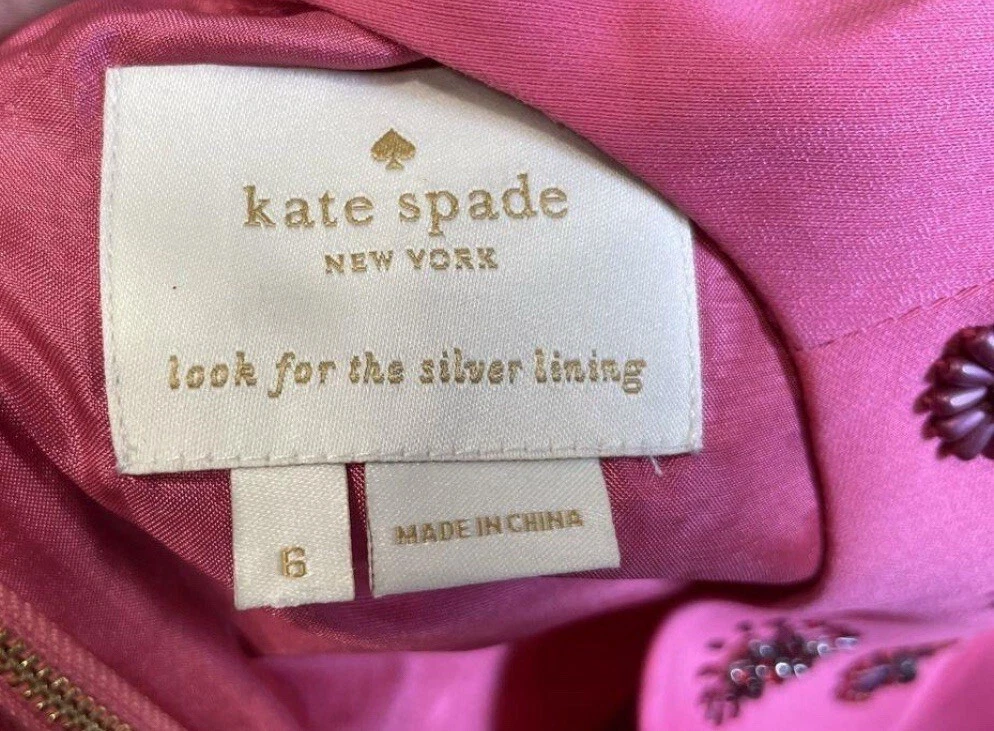 kate spade
NEW YORK
look for the silver lining
6
MADE IN CHINA